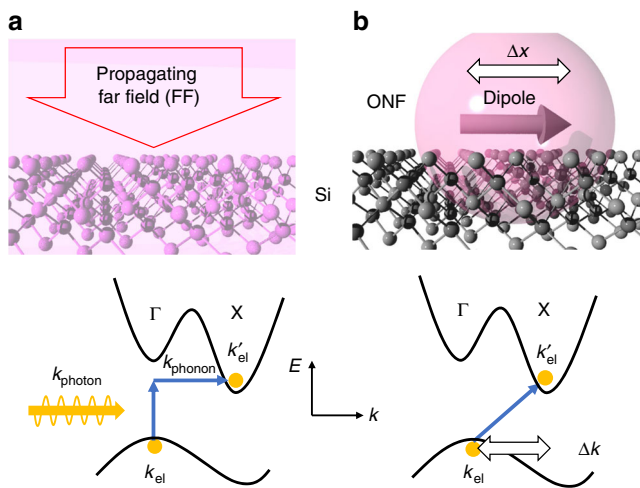 a
Propagating
far field (FF)
b
Δx
ONF
Dipole
Si
Γ
X
k′el
kphonon
kphoton
kel
E
k
Γ
X
k′el
kel
Δk